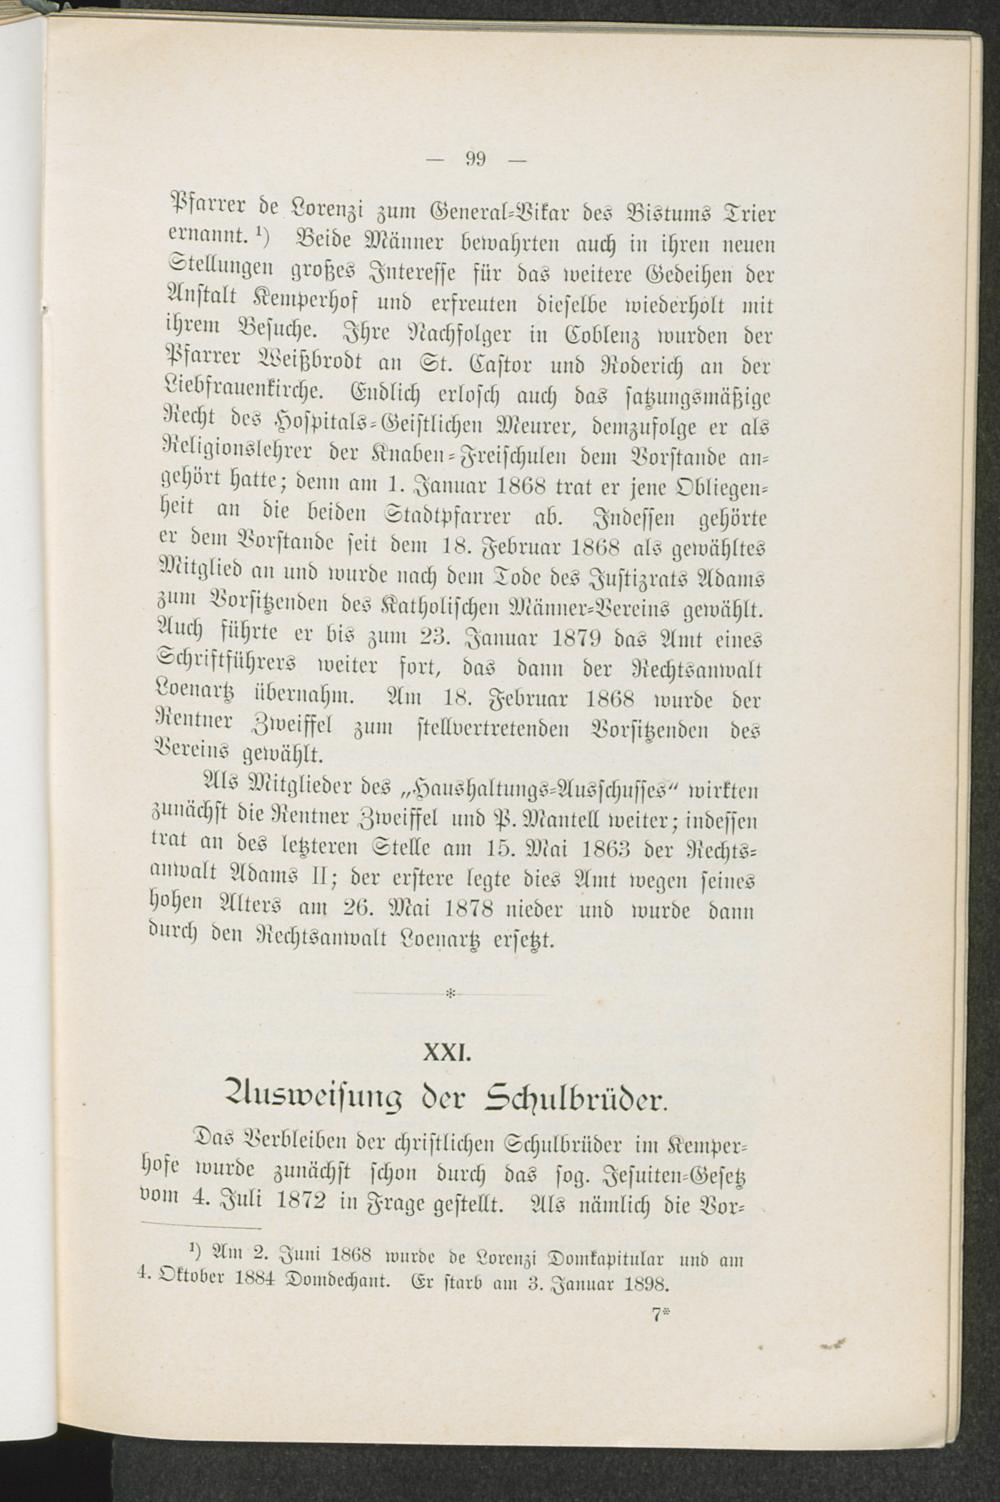 — 99 —
Pfarrer de Lorenzi zum General-Vikar des Bistums Trier
ernannt. ¹) Beide Männer bewahrten auch in ihren neuen
Stellungen großes Interesse für das weitere Gedeihen der
Anstalt Kemperhof und erfreuten dieselbe wiederholt mit
ihrem Besuche. Ihre Nachfolger in Coblenz wurden der
Pfarrer Weißbrodt an St. Castor und Roderich an der
Liebfrauenkirche. Endlich erlosch auch das satzungsmäßige
Recht des Hospitals-Geistlichen Meurer, demzufolge er als
Religionslehrer der Knaben-Freischulen dem Vorstande an-
gehört hatte; denn am 1. Januar 1868 trat er jene Obliegen-
heit an die beiden Stadtpfarrer ab. Indessen gehörte
er dem Vorstande seit dem 18. Februar 1868 als gewähltes
Mitglied an und wurde nach dem Tode des Justizrats Adams
zum Vorsitzenden des Katholischen Männer-Vereins gewählt.
Auch führte er bis zum 23. Januar 1879 das Amt eines
Schriftführers weiter fort, das dann der Rechtsanwalt
Loenartz übernahm. Am 18. Februar 1868 wurde der
Rentner Zweiffel zum stellvertretenden Vorsitzenden des
Vereins gewählt.
Als Mitglieder des „Haushaltungs-Ausschusses“ wirkten
zunächst die Rentner Zweiffel und P. Mantell weiter; indessen
trat an des letzteren Stelle am 15. Mai 1863 der Rechts-
anwalt Adams II; der erstere legte dies Amt wegen seines
hohen Alters am 26. Mai 1878 nieder und wurde dann
durch den Rechtsanwalt Loenartz ersetzt.
*
XXI.
Ausweisung der Schulbrüder.
Das Verbleiben der christlichen Schulbrüder im Kemper-
hofe wurde zunächst schon durch das sog. Jesuiten-Gesetz
vom 4. Juli 1872 in Frage gestellt. Als nämlich die Vor-
¹) Am 2. Juni 1868 wurde de Lorenzi Domkapitular und am
4. Oktober 1884 Domdechant. Er starb am 3. Januar 1898.
7*